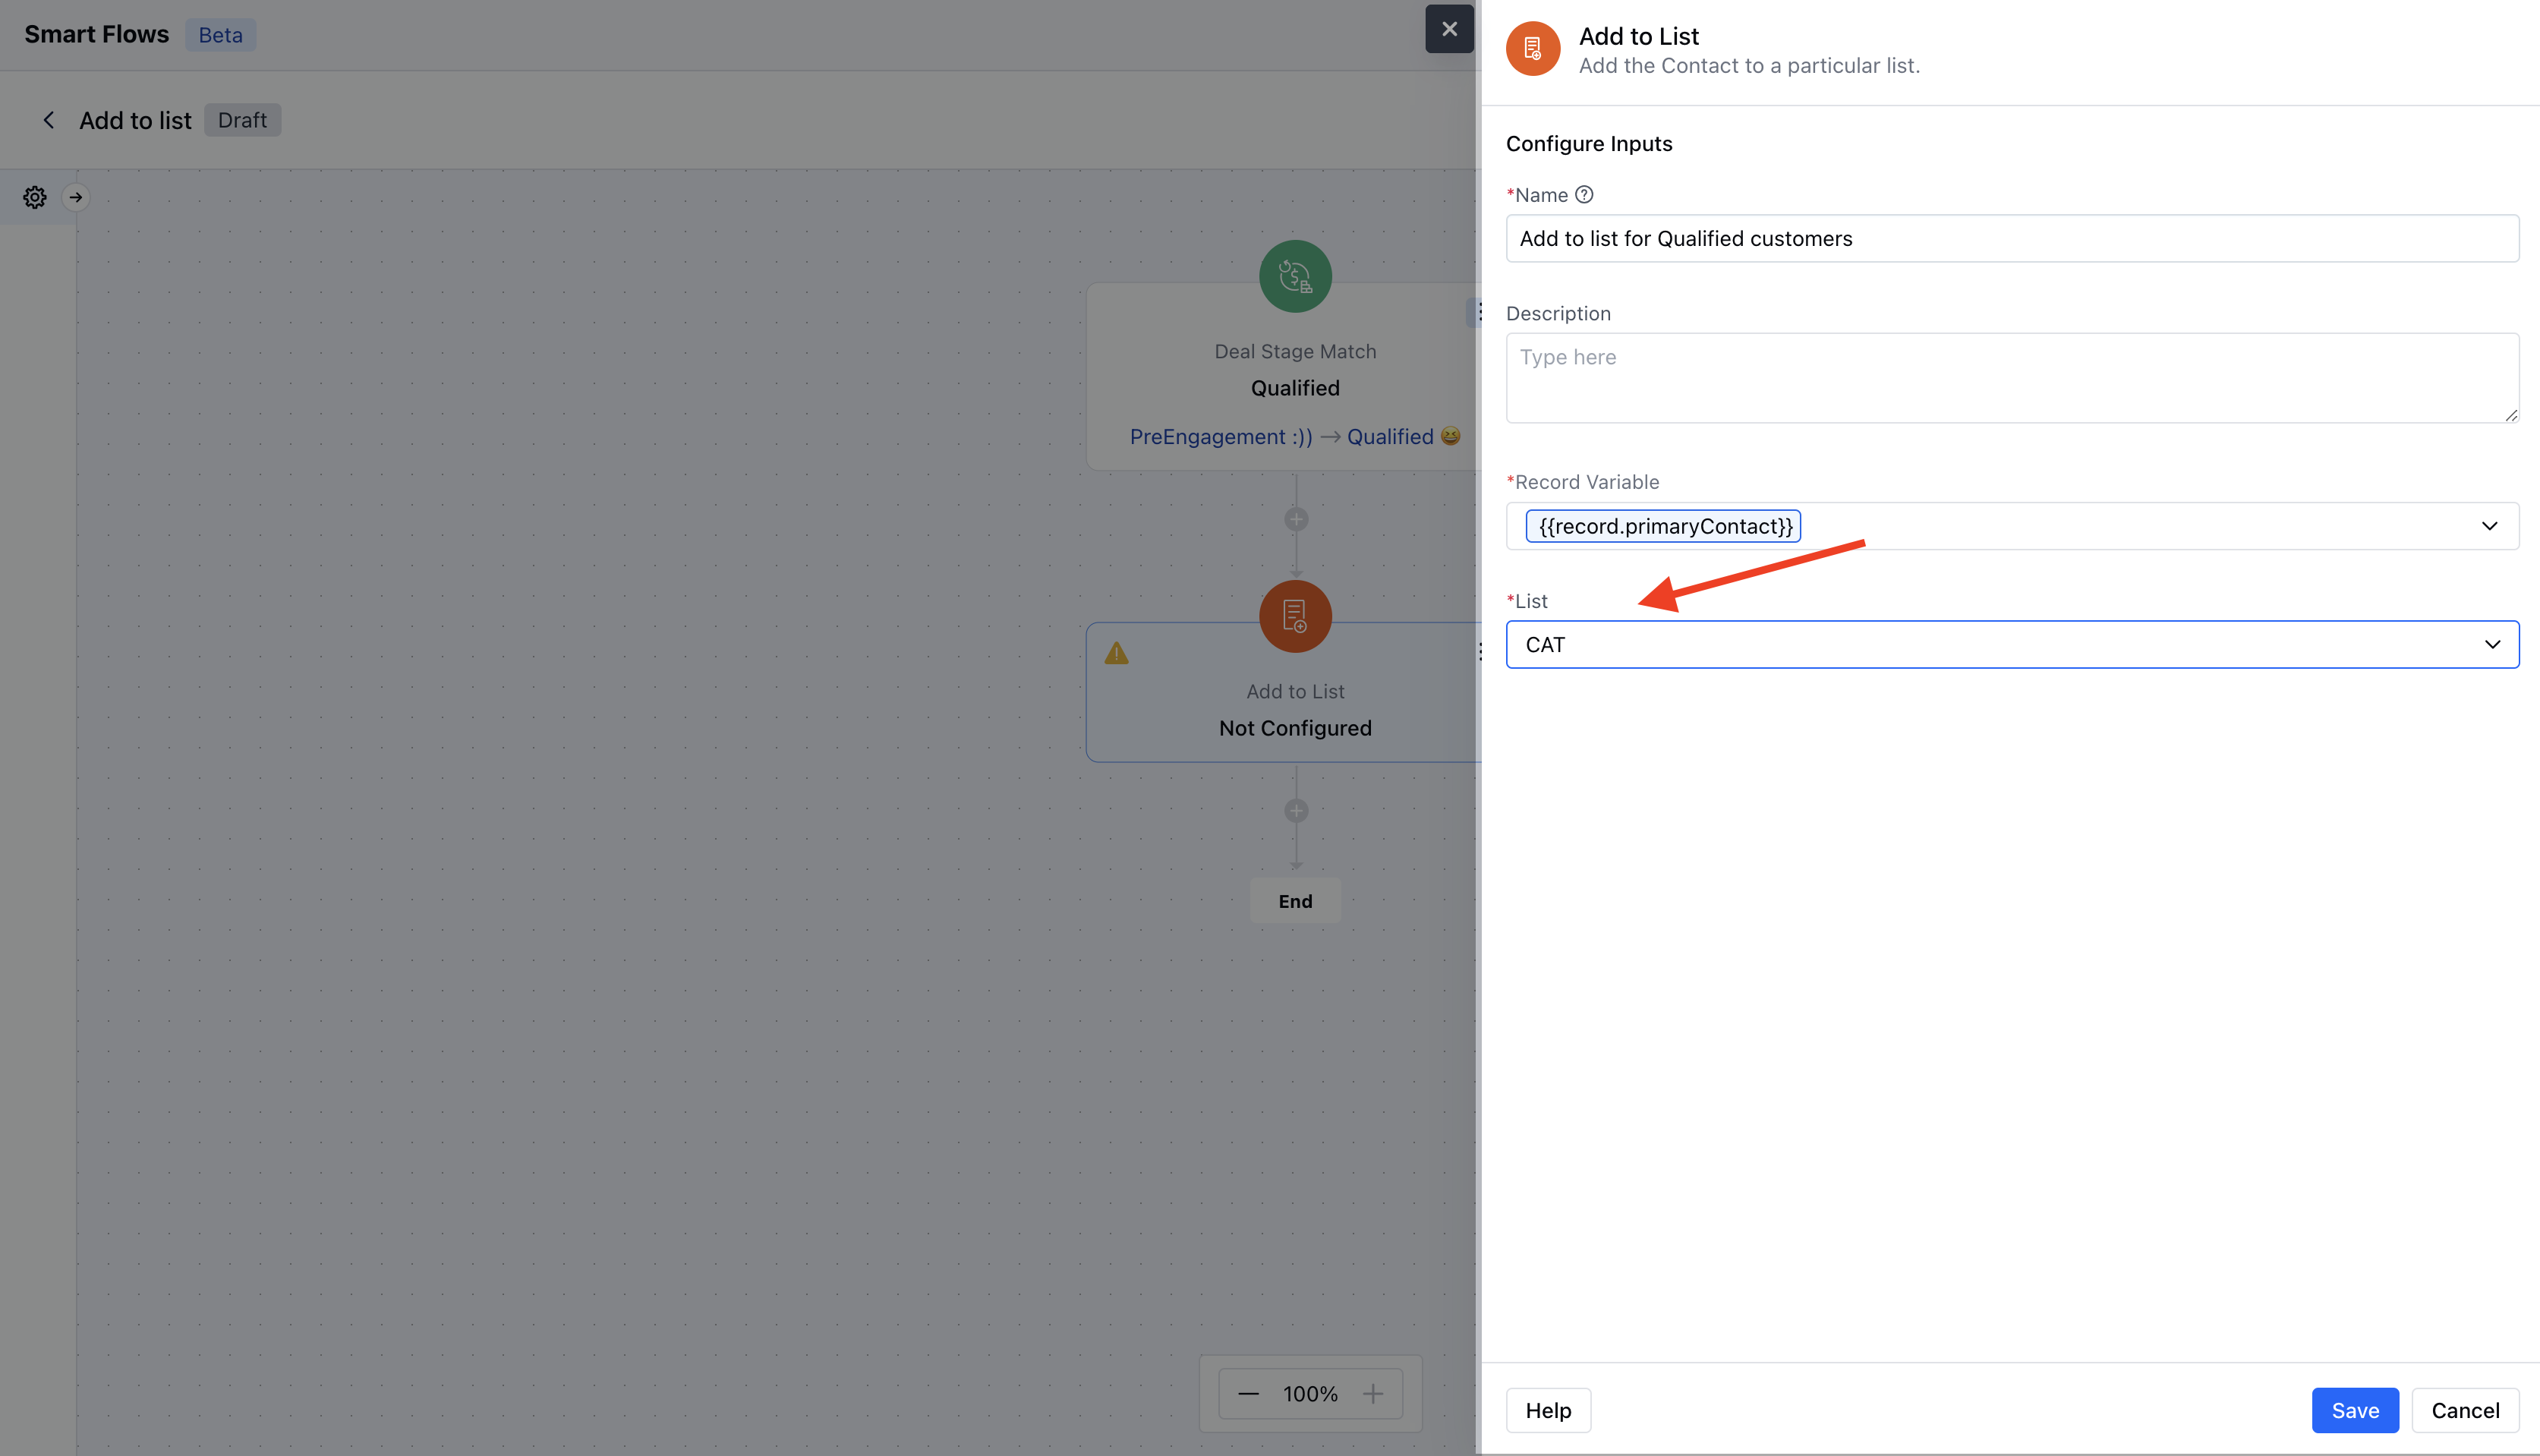 Smart Flows Beta
Add to list Draft
Deal Stage Match
Qualified
PreEngagement :)) → Qualified 😆
Add to List
Not Configured
End
100%
Add to List
Add the Contact to a particular list.
Configure Inputs
*Name
Add to list for Qualified customers
Description
Type here
*Record Variable
{{record.primaryContact}}
*List
CAT
Help
Save
Cancel